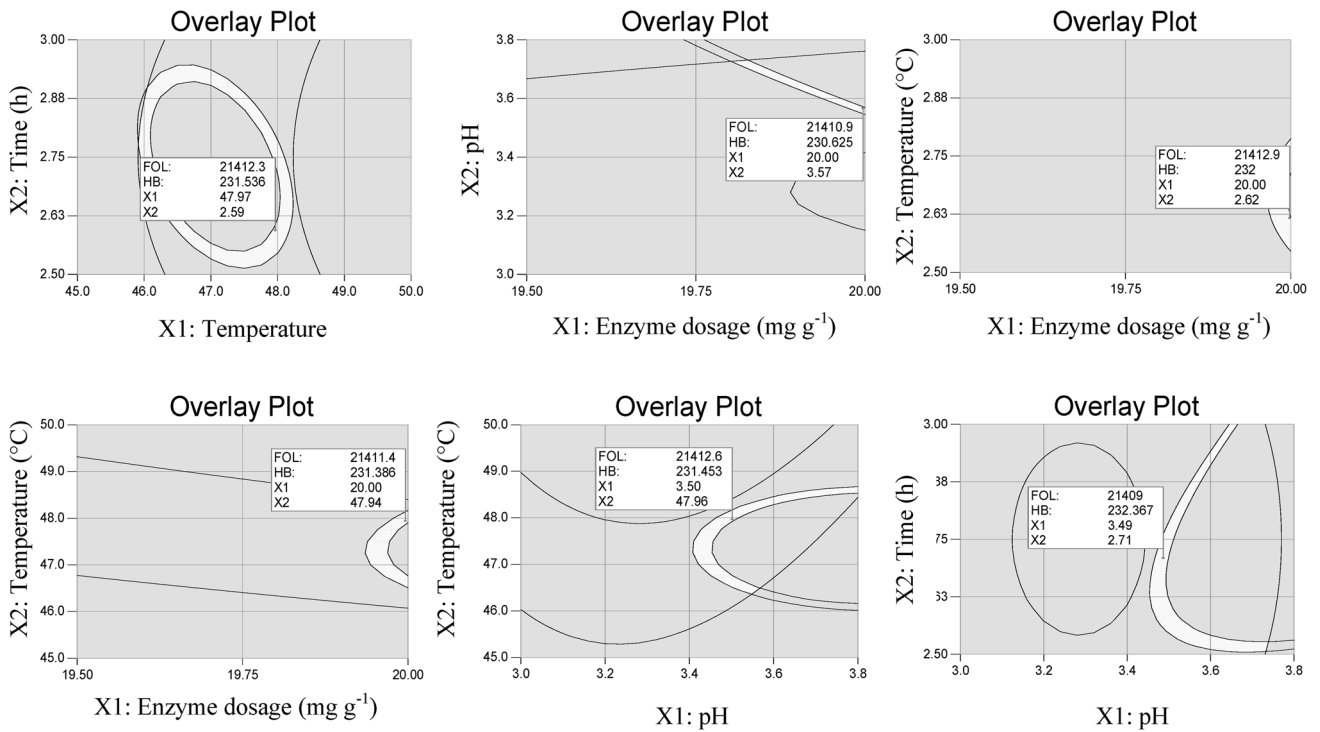 Overlay Plot
X2: Time (h)
3.00
2.88
2.75
2.63
2.50
FOL: 21412.3
HB: 231.536
X1 47.97
X2 2.59
45.0 46.0 47.0 48.0 49.0 50.0
X1: Temperature
Overlay Plot
X2: pH
3.8
3.6
3.4
3.2
3.0
FOL: 21410.9
HB: 230.625
X1 20.00
X2 3.57
19.50 19.75 20.00
X1: Enzyme dosage (mg g⁻¹)
Overlay Plot
X2: Temperature (°C)
3.00
2.88
2.75
2.63
2.50
FOL: 21412.9
HB: 232
X1 20.00
X2 2.62
19.50 19.75 20.00
X1: Enzyme dosage (mg g⁻¹)
Overlay Plot
X2: Temperature (°C)
50.0
49.0
48.0
47.0
46.0
45.0
FOL: 21411.4
HB: 231.386
X1 20.00
X2 47.94
19.50 19.75 20.00
X1: Enzyme dosage (mg g⁻¹)
Overlay Plot
X2: Temperature (°C)
50.0
49.0
48.0
47.0
46.0
45.0
FOL: 21412.6
HB: 231.453
X1 3.50
X2 47.96
3.0 3.2 3.4 3.6 3.8
X1: pH
Overlay Plot
X2: Time (h)
3.00
38
75
33
2.50
FOL: 21409
HB: 232.367
X1 3.49
X2 2.71
3.0 3.2 3.4 3.6 3.8
X1: pH